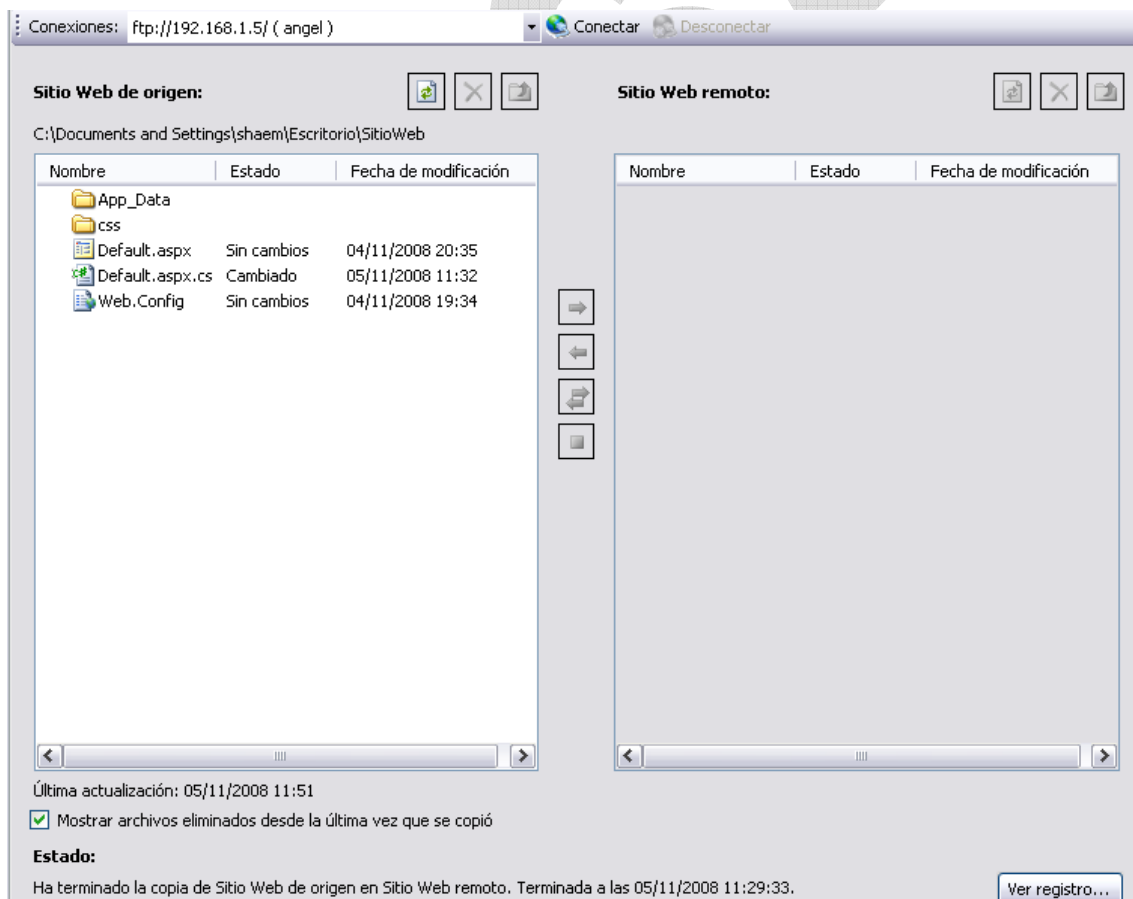 Conexiones: ftp://192.168.1.5/ ( angel ) Conectar Desconectar
Sitio Web de origen: Sitio Web remoto:
C:\Documents and Settings\shaem\Escritorio\SitioWeb
Nombre Estado Fecha de modificación Nombre Estado Fecha de modificación
App_Data
css
Default.aspx Sin cambios 04/11/2008 20:35
Default.aspx.cs Cambiado 05/11/2008 11:32
Web.Config Sin cambios 04/11/2008 19:34
Última actualización: 05/11/2008 11:51
Mostrar archivos eliminados desde la última vez que se copió
Estado:
Ha terminado la copia de Sitio Web de origen en Sitio Web remoto. Terminada a las 05/11/2008 11:29:33. Ver registro...